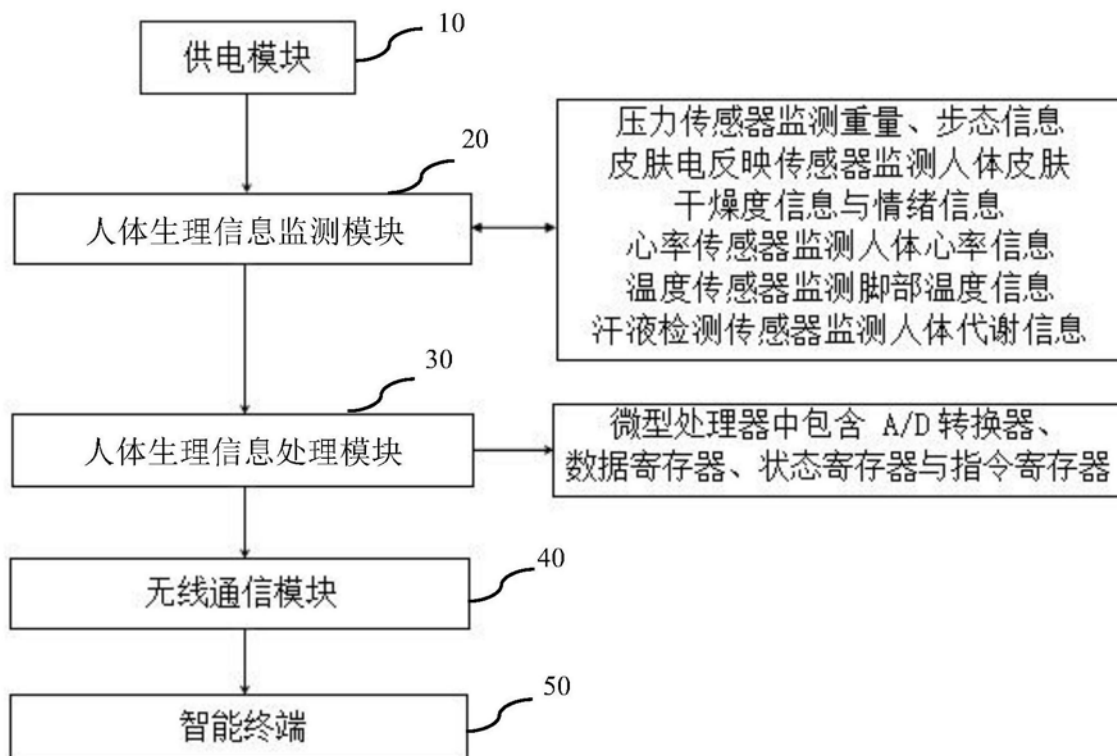 10
供电模块
20
人体生理信息监测模块
压力传感器监测重量、步态信息
皮肤电反映传感器监测人体皮肤
干燥度信息与情绪信息
心率传感器监测人体心率信息
温度传感器监测脚部温度信息
汗液检测传感器监测人体代谢信息
30
人体生理信息处理模块
微型处理器中包含 A/D 转换器、
数据寄存器、状态寄存器与指令寄存器
40
无线通信模块
50
智能终端